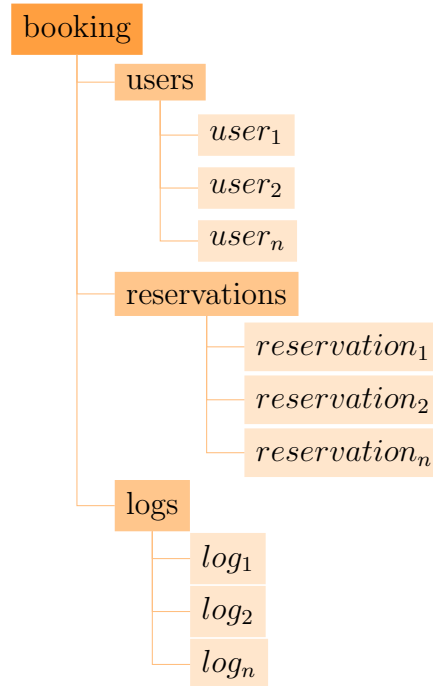 booking
users
user₁
user₂
userₙ
reservations
reservation₁
reservation₂
reservationₙ
logs
log₁
log₂
logₙ